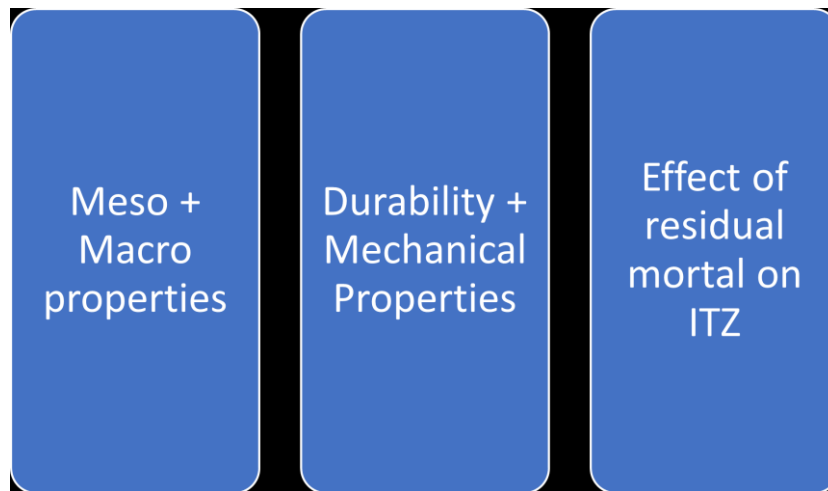 Meso +
Macro
properties
Durability +
Mechanical
Properties
Effect of
residual
mortal on
ITZ